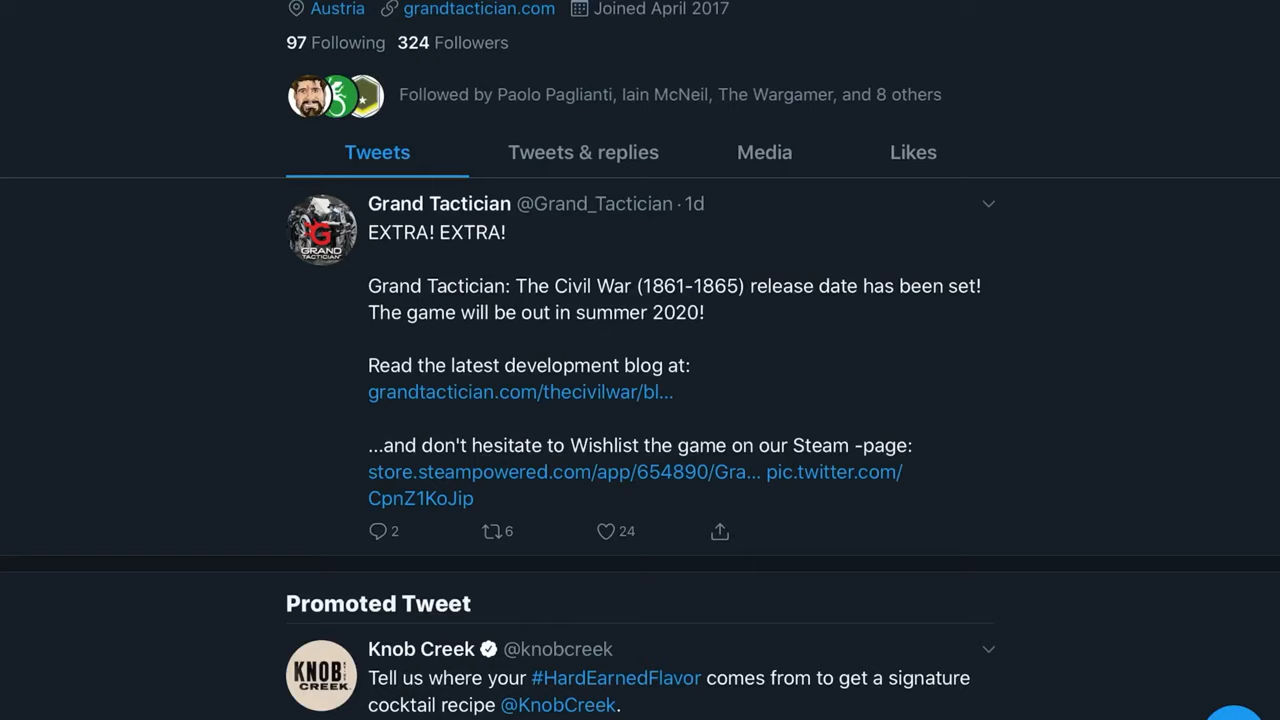 Austria grandtactician.com Joined April 2017
97 Following 324 Followers
Followed by Paolo Paglianti, Iain McNeil, The Wargamer, and 8 others
Tweets Tweets & replies Media Likes
Grand Tactician @Grand_Tactician · 1d
EXTRA! EXTRA!
Grand Tactician: The Civil War (1861-1865) release date has been set!
The game will be out in summer 2020!
Read the latest development blog at:
grandtactician.com/thecivilwar/bl...
...and don't hesitate to Wishlist the game on our Steam -page:
store.steampowered.com/app/654890/Gra... pic.twitter.com/
CpnZ1KoJip
2 6 24
G
GRAND
TACTICIAN
Promoted Tweet
Knob Creek @knobcreek
Tell us where your #HardEarnedFlavor comes from to get a signature
cocktail recipe @KnobCreek.
KNOB
CREEK